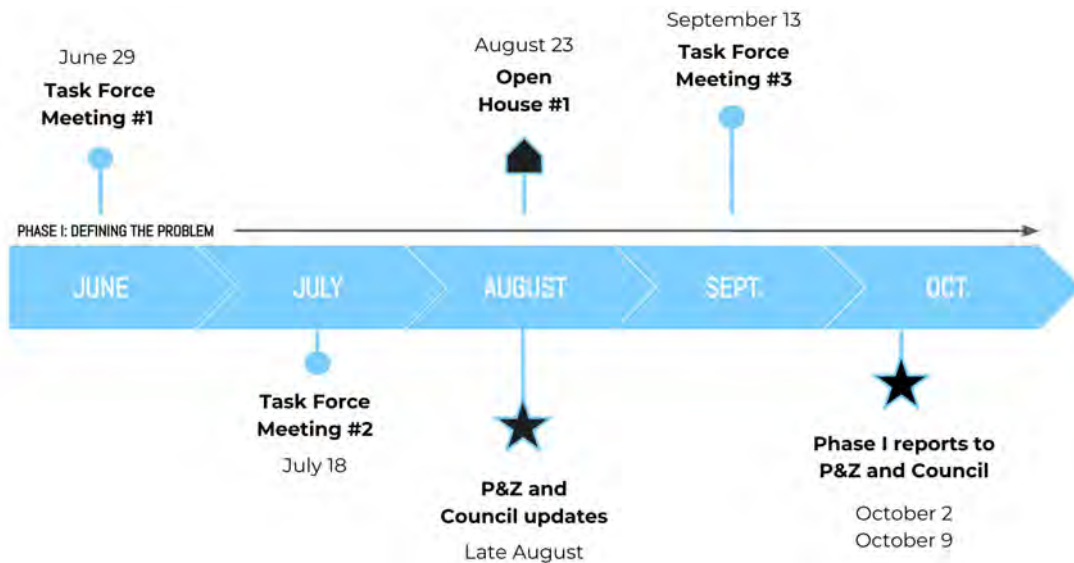 June 29
Task Force
Meeting #1
August 23
Open
House #1
September 13
Task Force
Meeting #3
PHASE I: DEFINING THE PROBLEM
JUNE
JULY
AUGUST
SEPT.
OCT.
Task Force
Meeting #2
July 18
P&Z and
Council updates
Late August
Phase I reports to
P&Z and Council
October 2
October 9